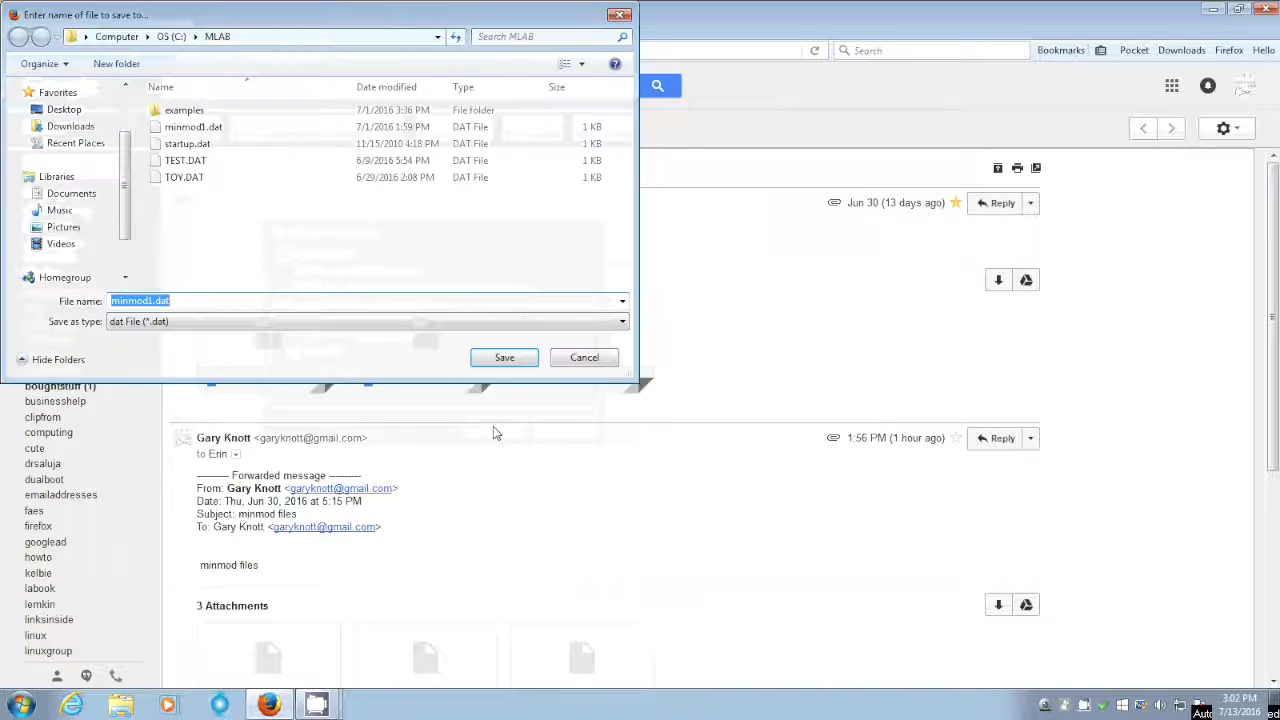 Enter name of file to save to...
Computer OS (C:) MLAB
Search MLAB
Organize New folder
Search
Bookmarks Pocket Downloads Firefox Hello
Name Date modified Type Size
Favorites
Desktop
Downloads
Recent Places
Libraries
Documents
Music
Pictures
Videos
Homegroup
examples 7/1/2016 3:36 PM File folder
minmod1.dat 7/1/2016 1:59 PM DAT File 1 KB
startup.dat 11/15/2010 4:18 PM DAT File 1 KB
TEST.DAT 6/9/2016 5:54 PM DAT File 1 KB
TOY.DAT 6/29/2016 2:08 PM DAT File 1 KB
File name: minmod1.dat
Save as type: dat File (*.dat)
Hide Folders
Save Cancel
Jun 30 (13 days ago) Reply
boughtstuff (1)
businesshelp
clipfrom
computing
cute
drsaluja
dualboot
emailaddresses
faes
firefox
googlead
howto
kelbie
labook
lemkin
linksinside
linux
linuxgroup
Gary Knott <garyknott@gmail.com> 1:56 PM (1 hour ago) Reply
to Erin
---------- Forwarded message ----------
From: Gary Knott <garyknott@gmail.com>
Date: Thu, Jun 30, 2016 at 5:15 PM
Subject: minmod files
To: Gary Knott <garyknott@gmail.com>
minmod files
3 Attachments
3:02 PM
7/13/2016